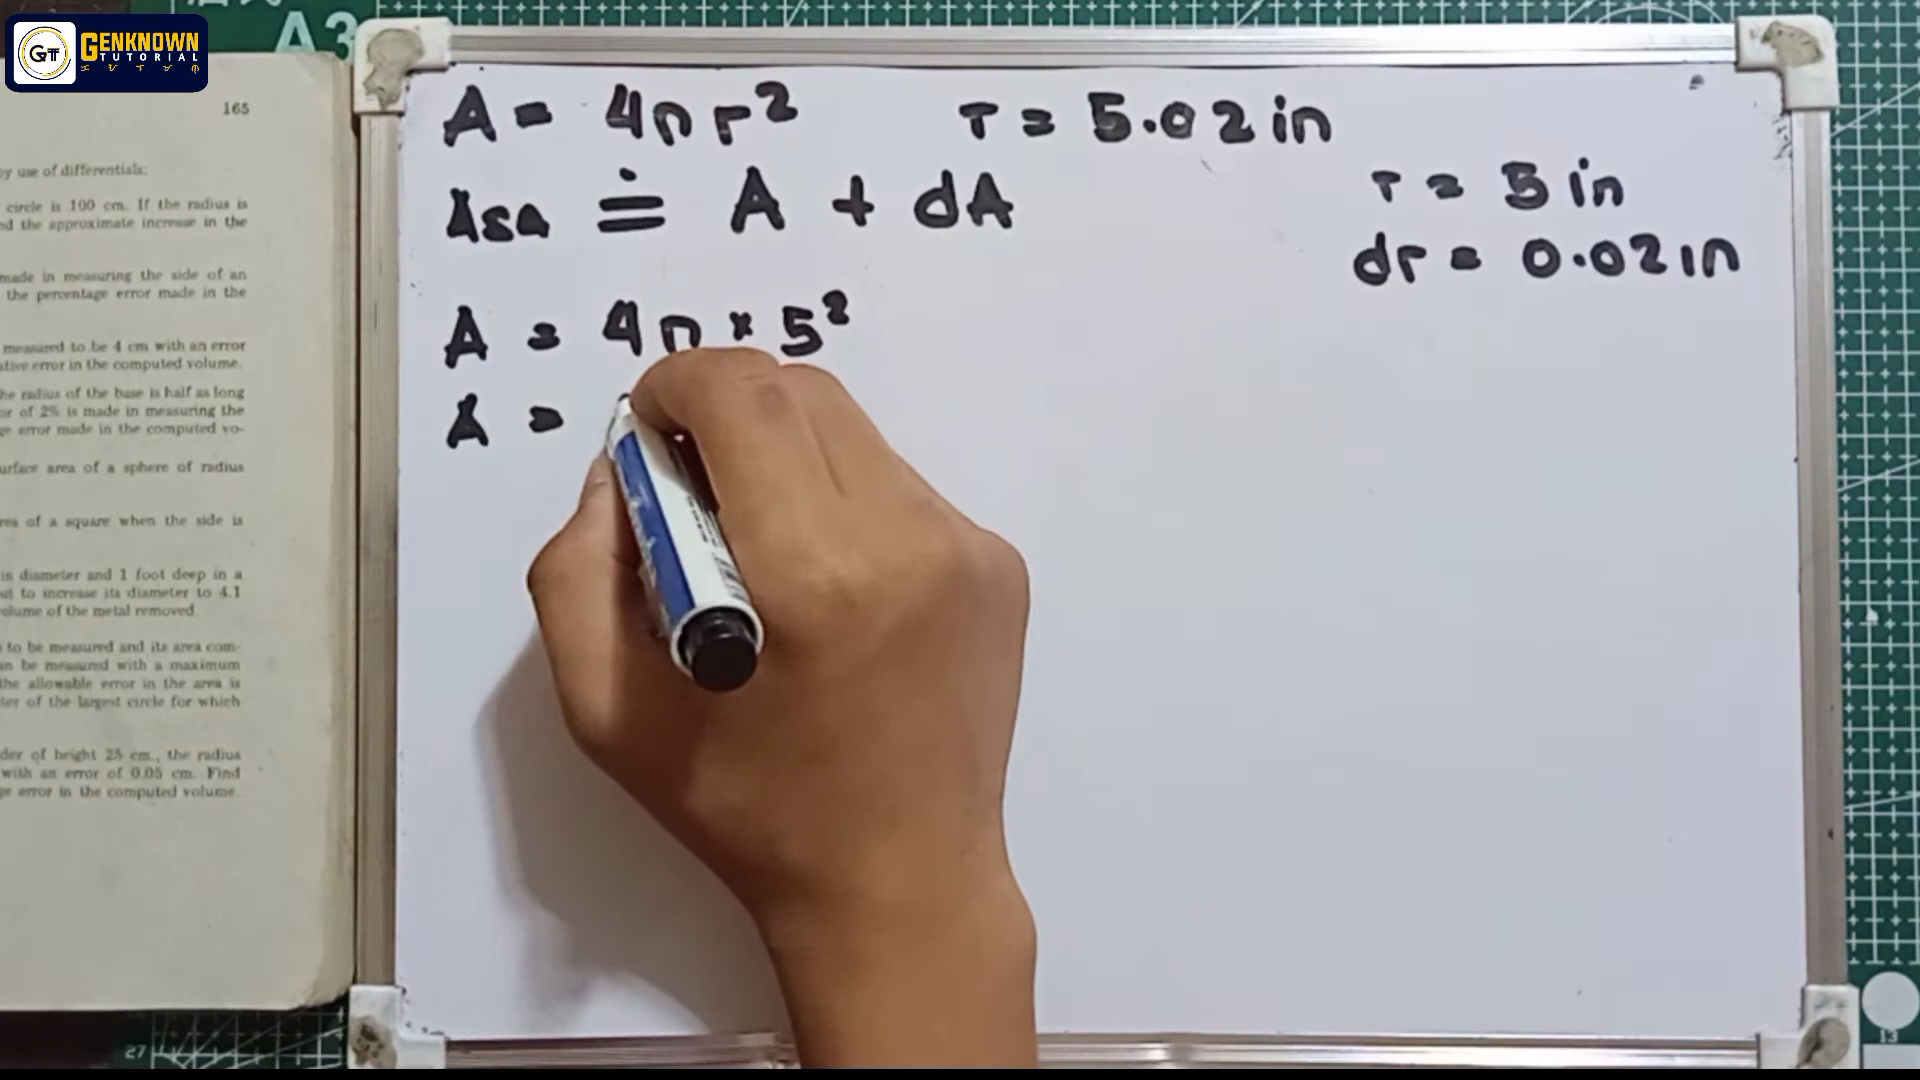 A3
GT
GENKNOWN
TUTORIAL
165
by use of differentials:
circle is 100 cm. If the radius is
the approximate increase in the
made in measuring the side of an
the percentage error made in the
measured to be 4 cm with an error
error in the computed volume.
the radius of the base is half as long
of 2% is made in measuring the
error made in the computed vo-
surface area of a sphere of radius
of a square when the side is
in diameter and 1 foot deep in a
to increase its diameter to 4.1
volume of the metal removed.
to be measured and its area com-
be measured with a maximum
the allowable error in the area is
of the largest circle for which
of height 25 cm., the radius
with an error of 0.05 cm. Find
error in the computed volume.
27
A = 4π r²
r = 5.02 in
Asa ≐ A + dA
r = 5 in
dr = 0.02 in
A = 4π × 5²
A =
13